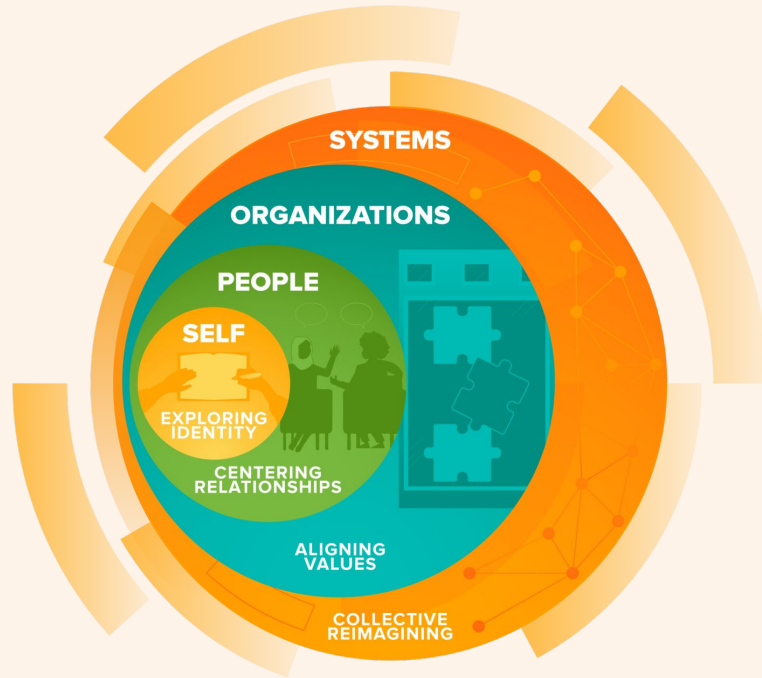 SYSTEMS
ORGANIZATIONS
PEOPLE
SELF
EXPLORING
IDENTITY
CENTERING
RELATIONSHIPS
ALIGNING
VALUES
COLLECTIVE
REIMAGINING